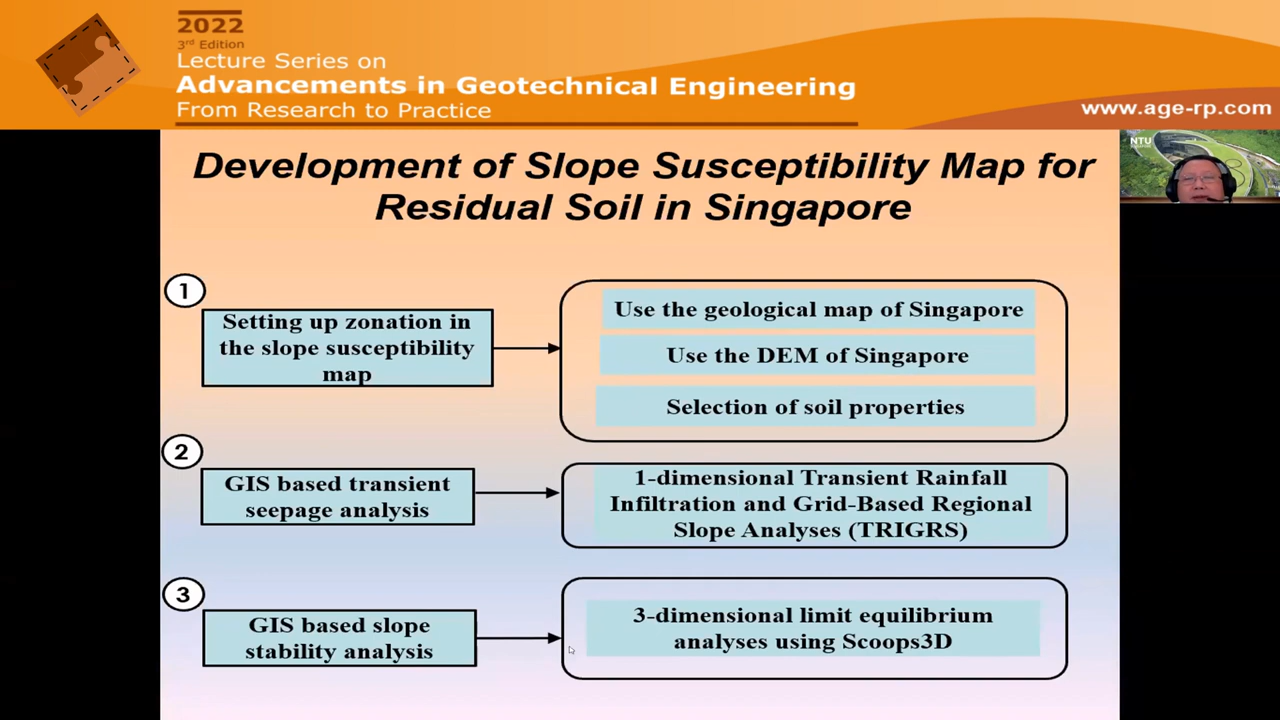 2022
3rd Edition
Lecture Series on
Advancements in Geotechnical Engineering
From Research to Practice
www.age-rp.com
NTU
Development of Slope Susceptibility Map for
Residual Soil in Singapore
1
Setting up zonation in
the slope susceptibility
map
Use the geological map of Singapore
Use the DEM of Singapore
Selection of soil properties
2
GIS based transient
seepage analysis
1-dimensional Transient Rainfall
Infiltration and Grid-Based Regional
Slope Analyses (TRIGRS)
3
GIS based slope
stability analysis
3-dimensional limit equilibrium
analyses using Scoops3D